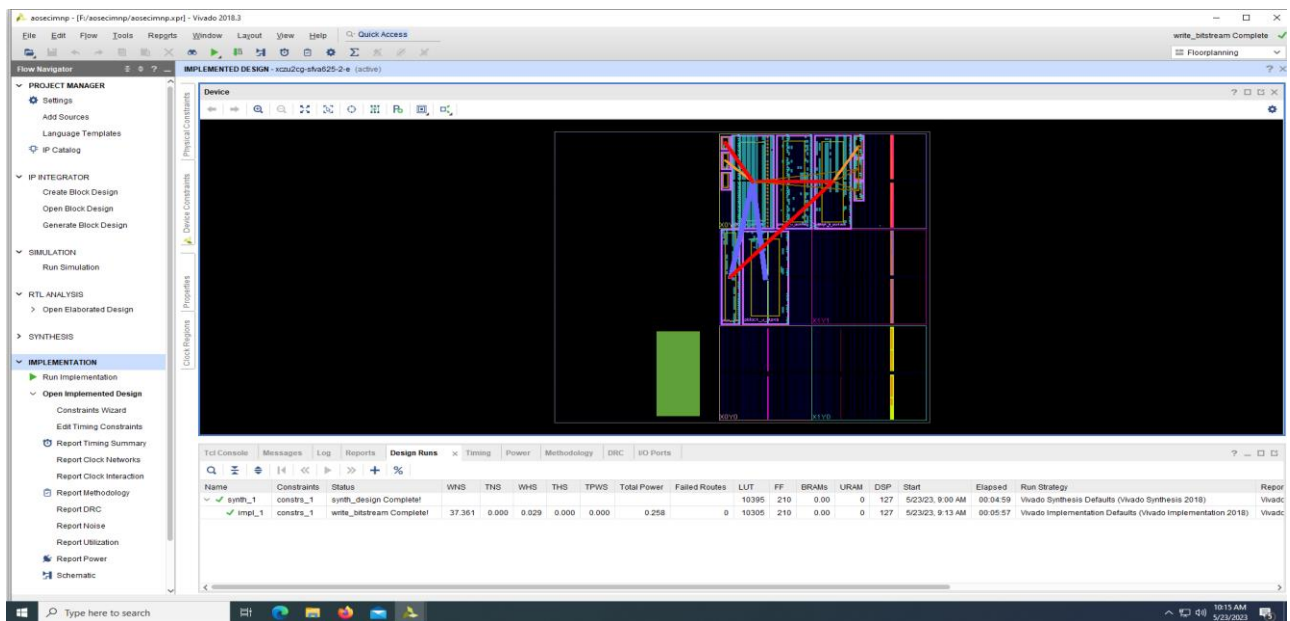 aosecimnp - [F:/aosecimnp/aosecimnp.xpr] - Vivado 2018.3
File Edit Flow Tools Reports Window Layout View Help Quick Access
write_bitstream Complete
Floorplanning
Flow Navigator
IMPLEMENTED DESIGN - xczu2cg-sfva625-2-e (active)
PROJECT MANAGER
Settings
Add Sources
Language Templates
IP Catalog
IP INTEGRATOR
Create Block Design
Open Block Design
Generate Block Design
SIMULATION
Run Simulation
RTL ANALYSIS
Open Elaborated Design
SYNTHESIS
IMPLEMENTATION
Run Implementation
Open Implemented Design
Constraints Wizard
Edit Timing Constraints
Report Timing Summary
Report Clock Networks
Report Clock Interaction
Report Methodology
Report DRC
Report Noise
Report Utilization
Report Power
Schematic
Physical Constraints
Device Constraints
Properties
Clock Regions
Device
X1Y1
X0Y0
X1Y0
Tcl Console Messages Log Reports Design Runs Timing Power Methodology DRC I/O Ports
Name Constraints Status WNS TNS WHS THS TPWS Total Power Failed Routes LUT FF BRAMs URAM DSP Start Elapsed Run Strategy Repor
synth_1 constrs_1 synth_design Complete! 10395 210 0.00 0 127 5/23/23, 9:00 AM 00:04:59 Vivado Synthesis Defaults (Vivado Synthesis 2018) Vivadc
impl_1 constrs_1 write_bitstream Complete! 37.361 0.000 0.029 0.000 0.000 0.258 0 10305 210 0.00 0 127 5/23/23, 9:13 AM 00:05:57 Vivado Implementation Defaults (Vivado Implementation 2018) Vivadc
Type here to search
10:15 AM
5/23/2023